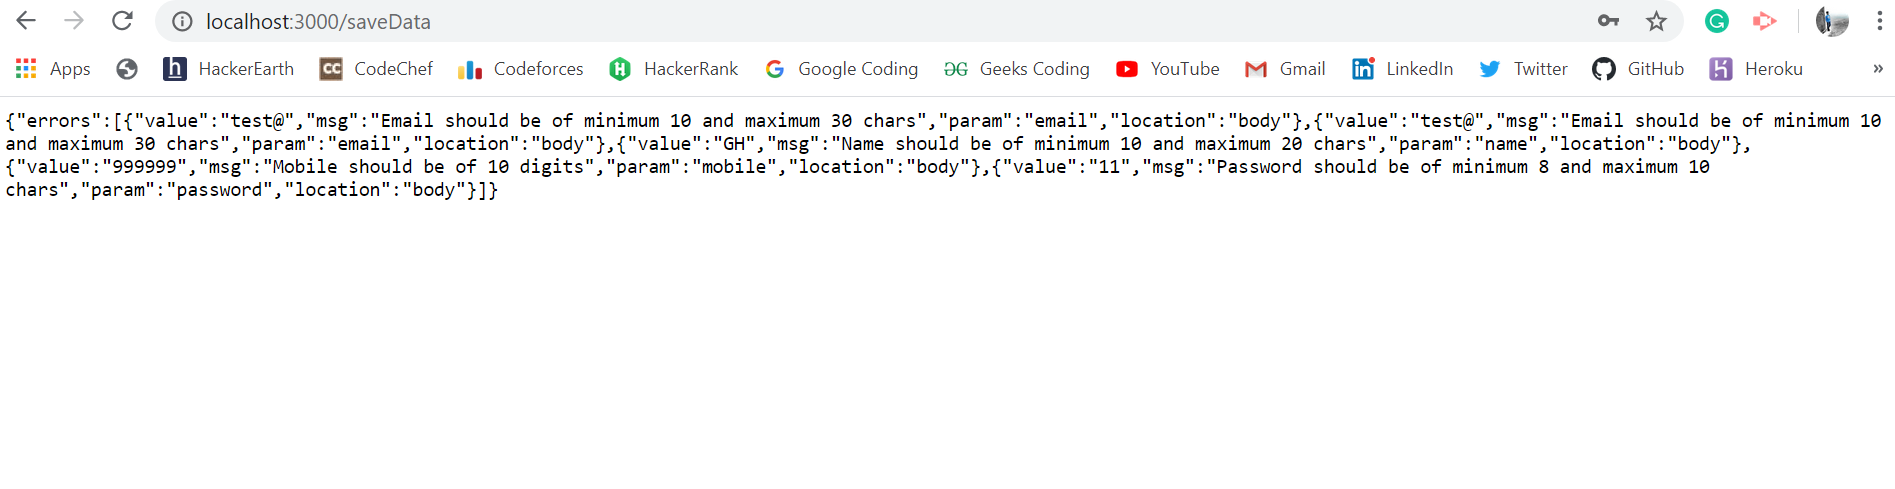 localhost:3000/saveData
Apps HackerEarth CC CodeChef Codeforces HackerRank Google Coding GG Geeks Coding YouTube Gmail LinkedIn Twitter GitHub Heroku »
{"errors":[{"value":"test@","msg":"Email should be of minimum 10 and maximum 30 chars","param":"email","location":"body"},{"value":"test@","msg":"Email should be of minimum 10
and maximum 30 chars","param":"email","location":"body"},{"value":"GH","msg":"Name should be of minimum 10 and maximum 20 chars","param":"name","location":"body"},
{"value":"999999","msg":"Mobile should be of 10 digits","param":"mobile","location":"body"},{"value":"11","msg":"Password should be of minimum 8 and maximum 10
chars","param":"password","location":"body"}]}